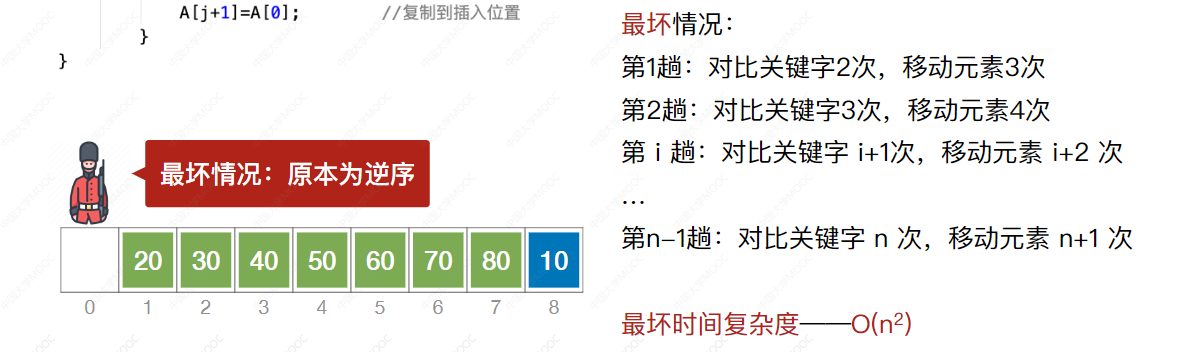 A[j+1]=A[0]; //复制到插入位置
}
}
最坏情况：原本为逆序
20 30 40 50 60 70 80 10
0 1 2 3 4 5 6 7 8
最坏情况：
第1趟：对比关键字2次，移动元素3次
第2趟：对比关键字3次，移动元素4次
第 i 趟：对比关键字 i+1次，移动元素 i+2 次
…
第n-1趟：对比关键字 n 次，移动元素 n+1 次
最坏时间复杂度——O(n²)